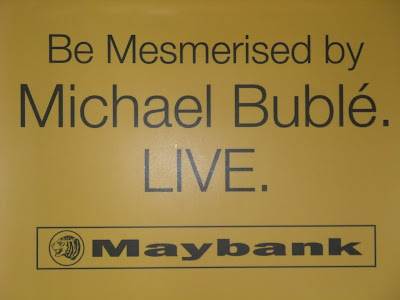 Be Mesmerised by
Michael Bublé.
LIVE.
Maybank